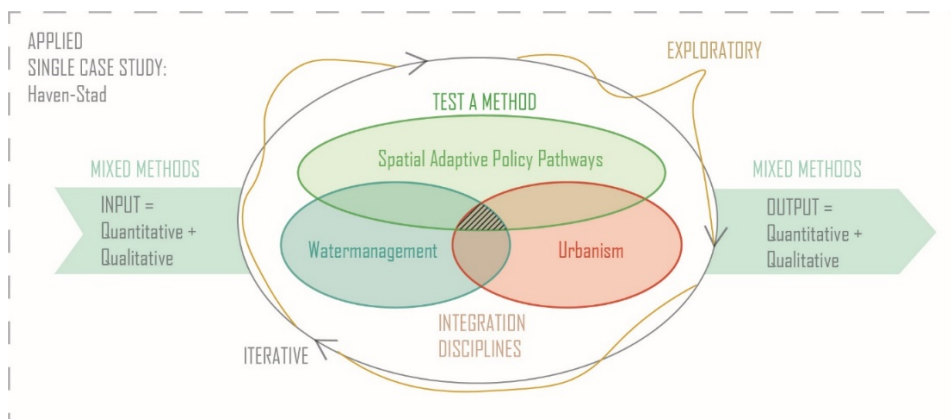 APPLIED
SINGLE CASE STUDY:
Haven-Stad
EXPLORATORY
TEST A METHOD
Spatial Adaptive Policy Pathways
MIXED METHODS
INPUT =
Quantitative +
Qualitative
Watermanagement
Urbanism
MIXED METHODS
OUTPUT =
Quantitative +
Qualitative
INTEGRATION
DISCIPLINES
ITERATIVE